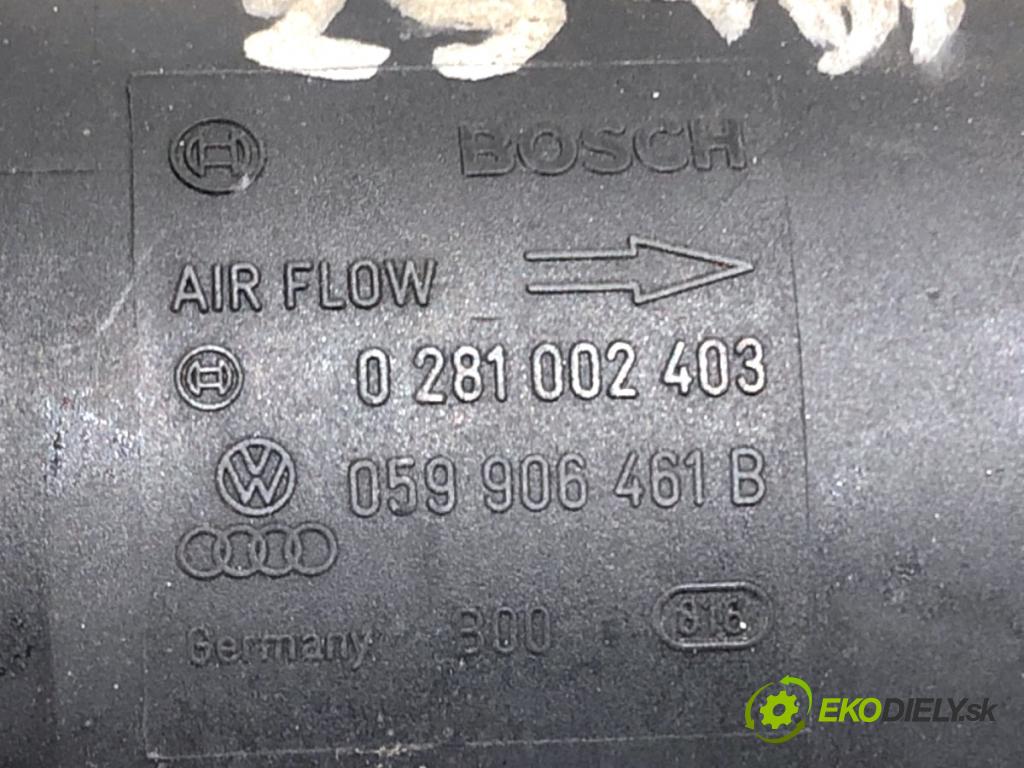 BOSCH
AIR FLOW
0 281 002 403
059 906 461 B
Germany B00 816
EKODIELY.sk